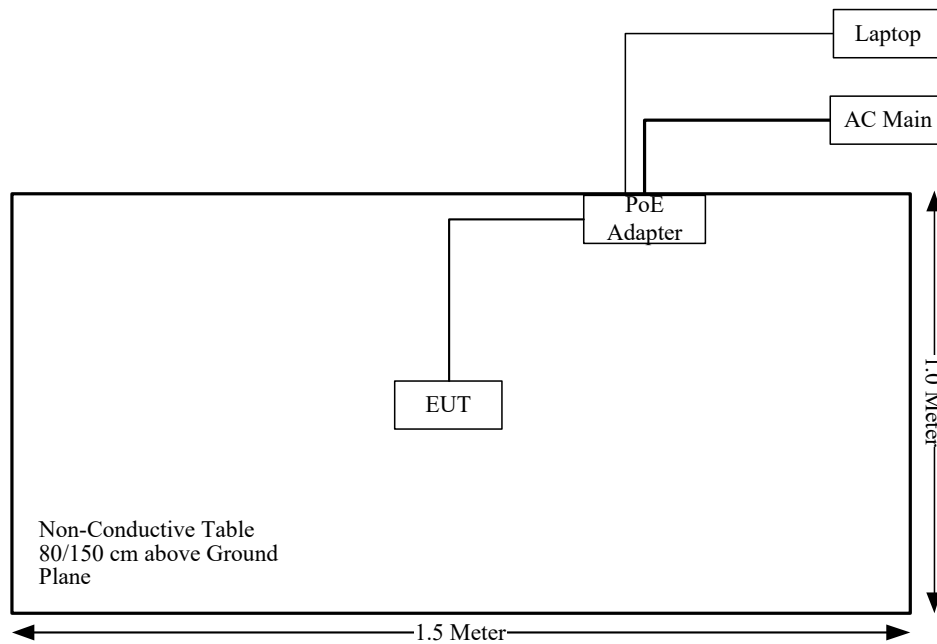 Laptop
AC Main
PoE
Adapter
1.0 Meter
EUT
Non-Conductive Table
80/150 cm above Ground
Plane
1.5 Meter